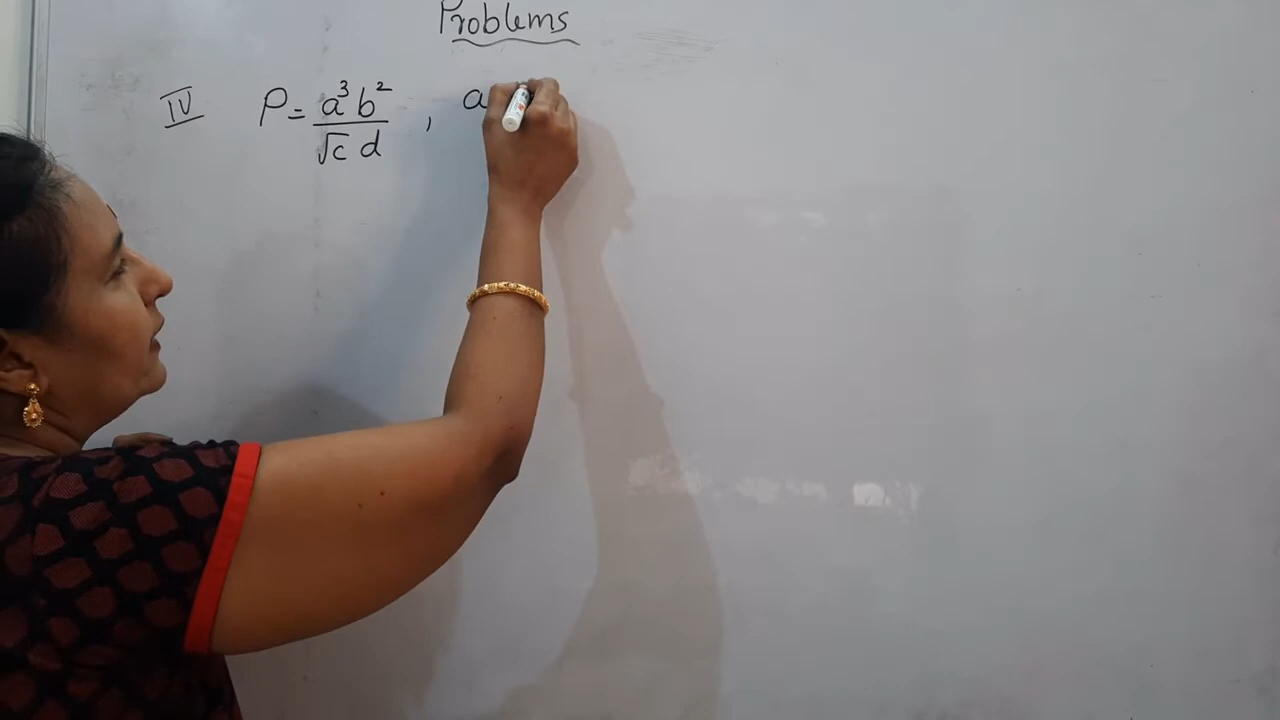 Problems
IV P = a³b² / √c d , a